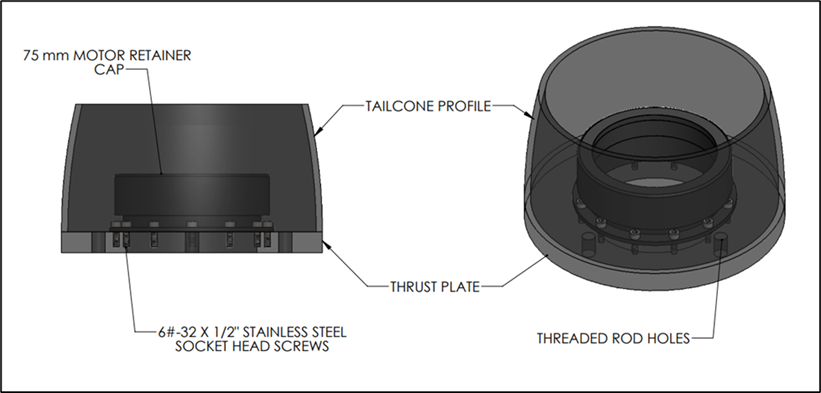 75 mm MOTOR RETAINER
CAP
TAILCONE PROFILE
THRUST PLATE
6#-32 X 1/2" STAINLESS STEEL
SOCKET HEAD SCREWS
THREADED ROD HOLES